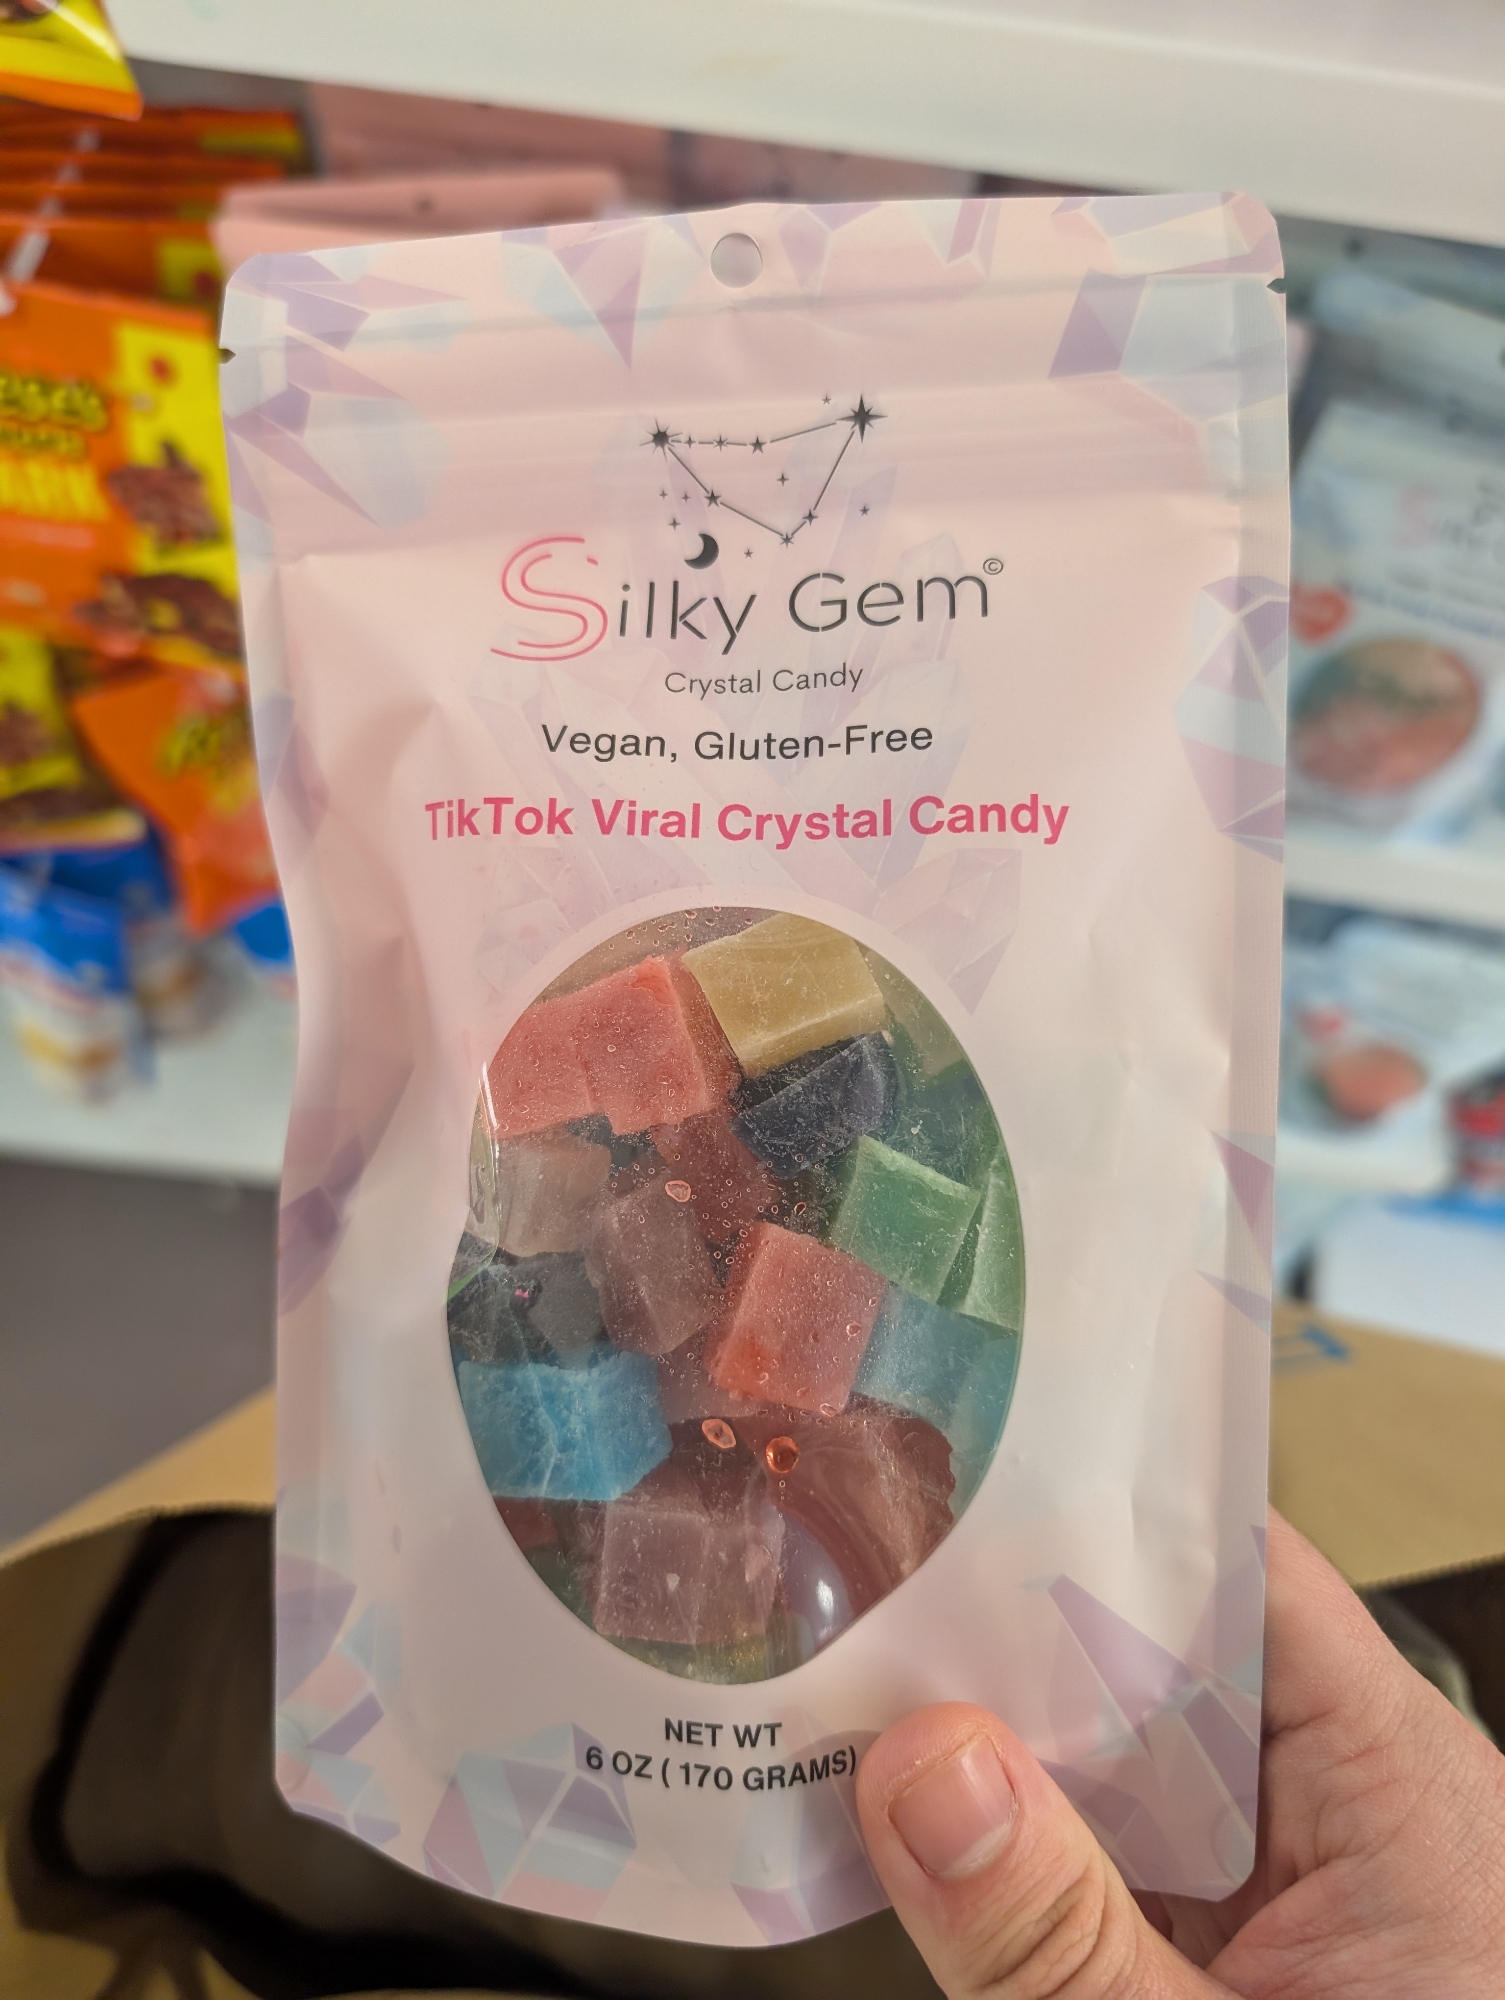 Silky Gem©
Crystal Candy
Vegan, Gluten-Free
TikTok Viral Crystal Candy
NET WT
6 OZ ( 170 GRAMS)